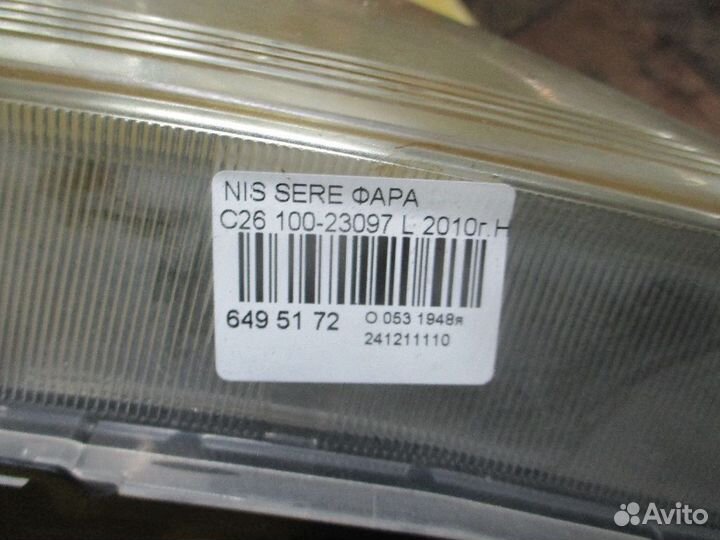 NIS SERE ФАРА
C26 100-23097 L 2010г.Н
649 51 72
O 053 1948я
241211110
Avito